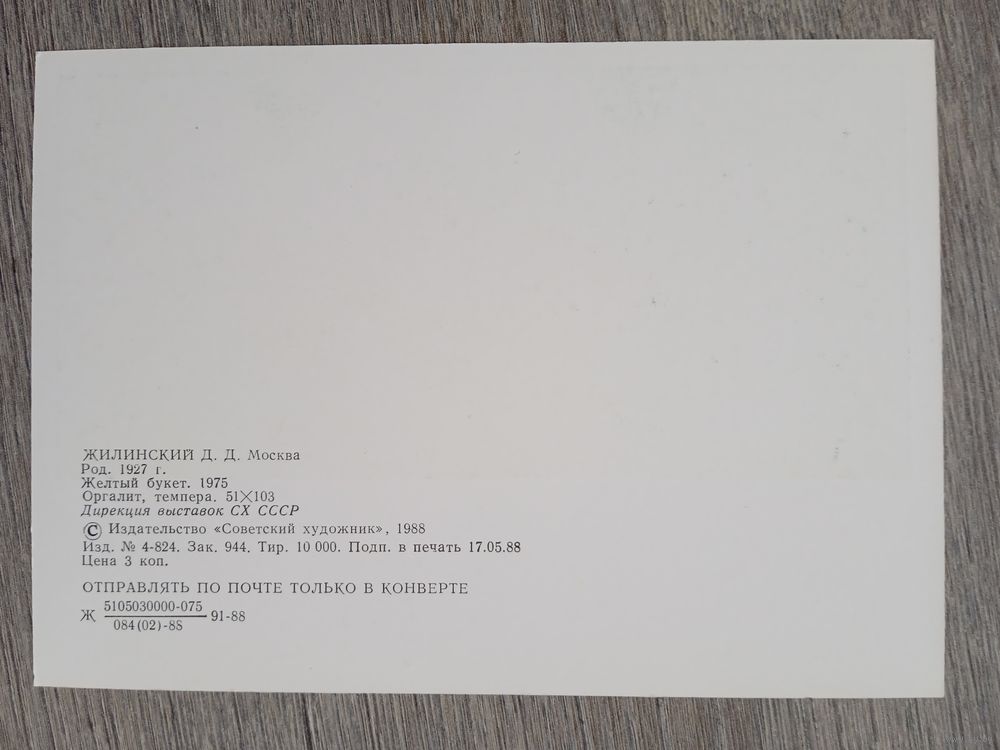 ЖИЛИНСКИЙ Д. Д. Москва
Род. 1927 г.
Желтый букет. 1975
Оргалит, темпера. 51×103
Дирекция выставок СХ СССР
© Издательство «Советский художник», 1988
Изд. № 4-824. Зак. 944. Тир. 10 000. Подп. в печать 17.05.88
Цена 3 коп.
ОТПРАВЛЯТЬ ПО ПОЧТЕ ТОЛЬКО В КОНВЕРТЕ
5105030000-075
Ж 91-88
084(02)-88